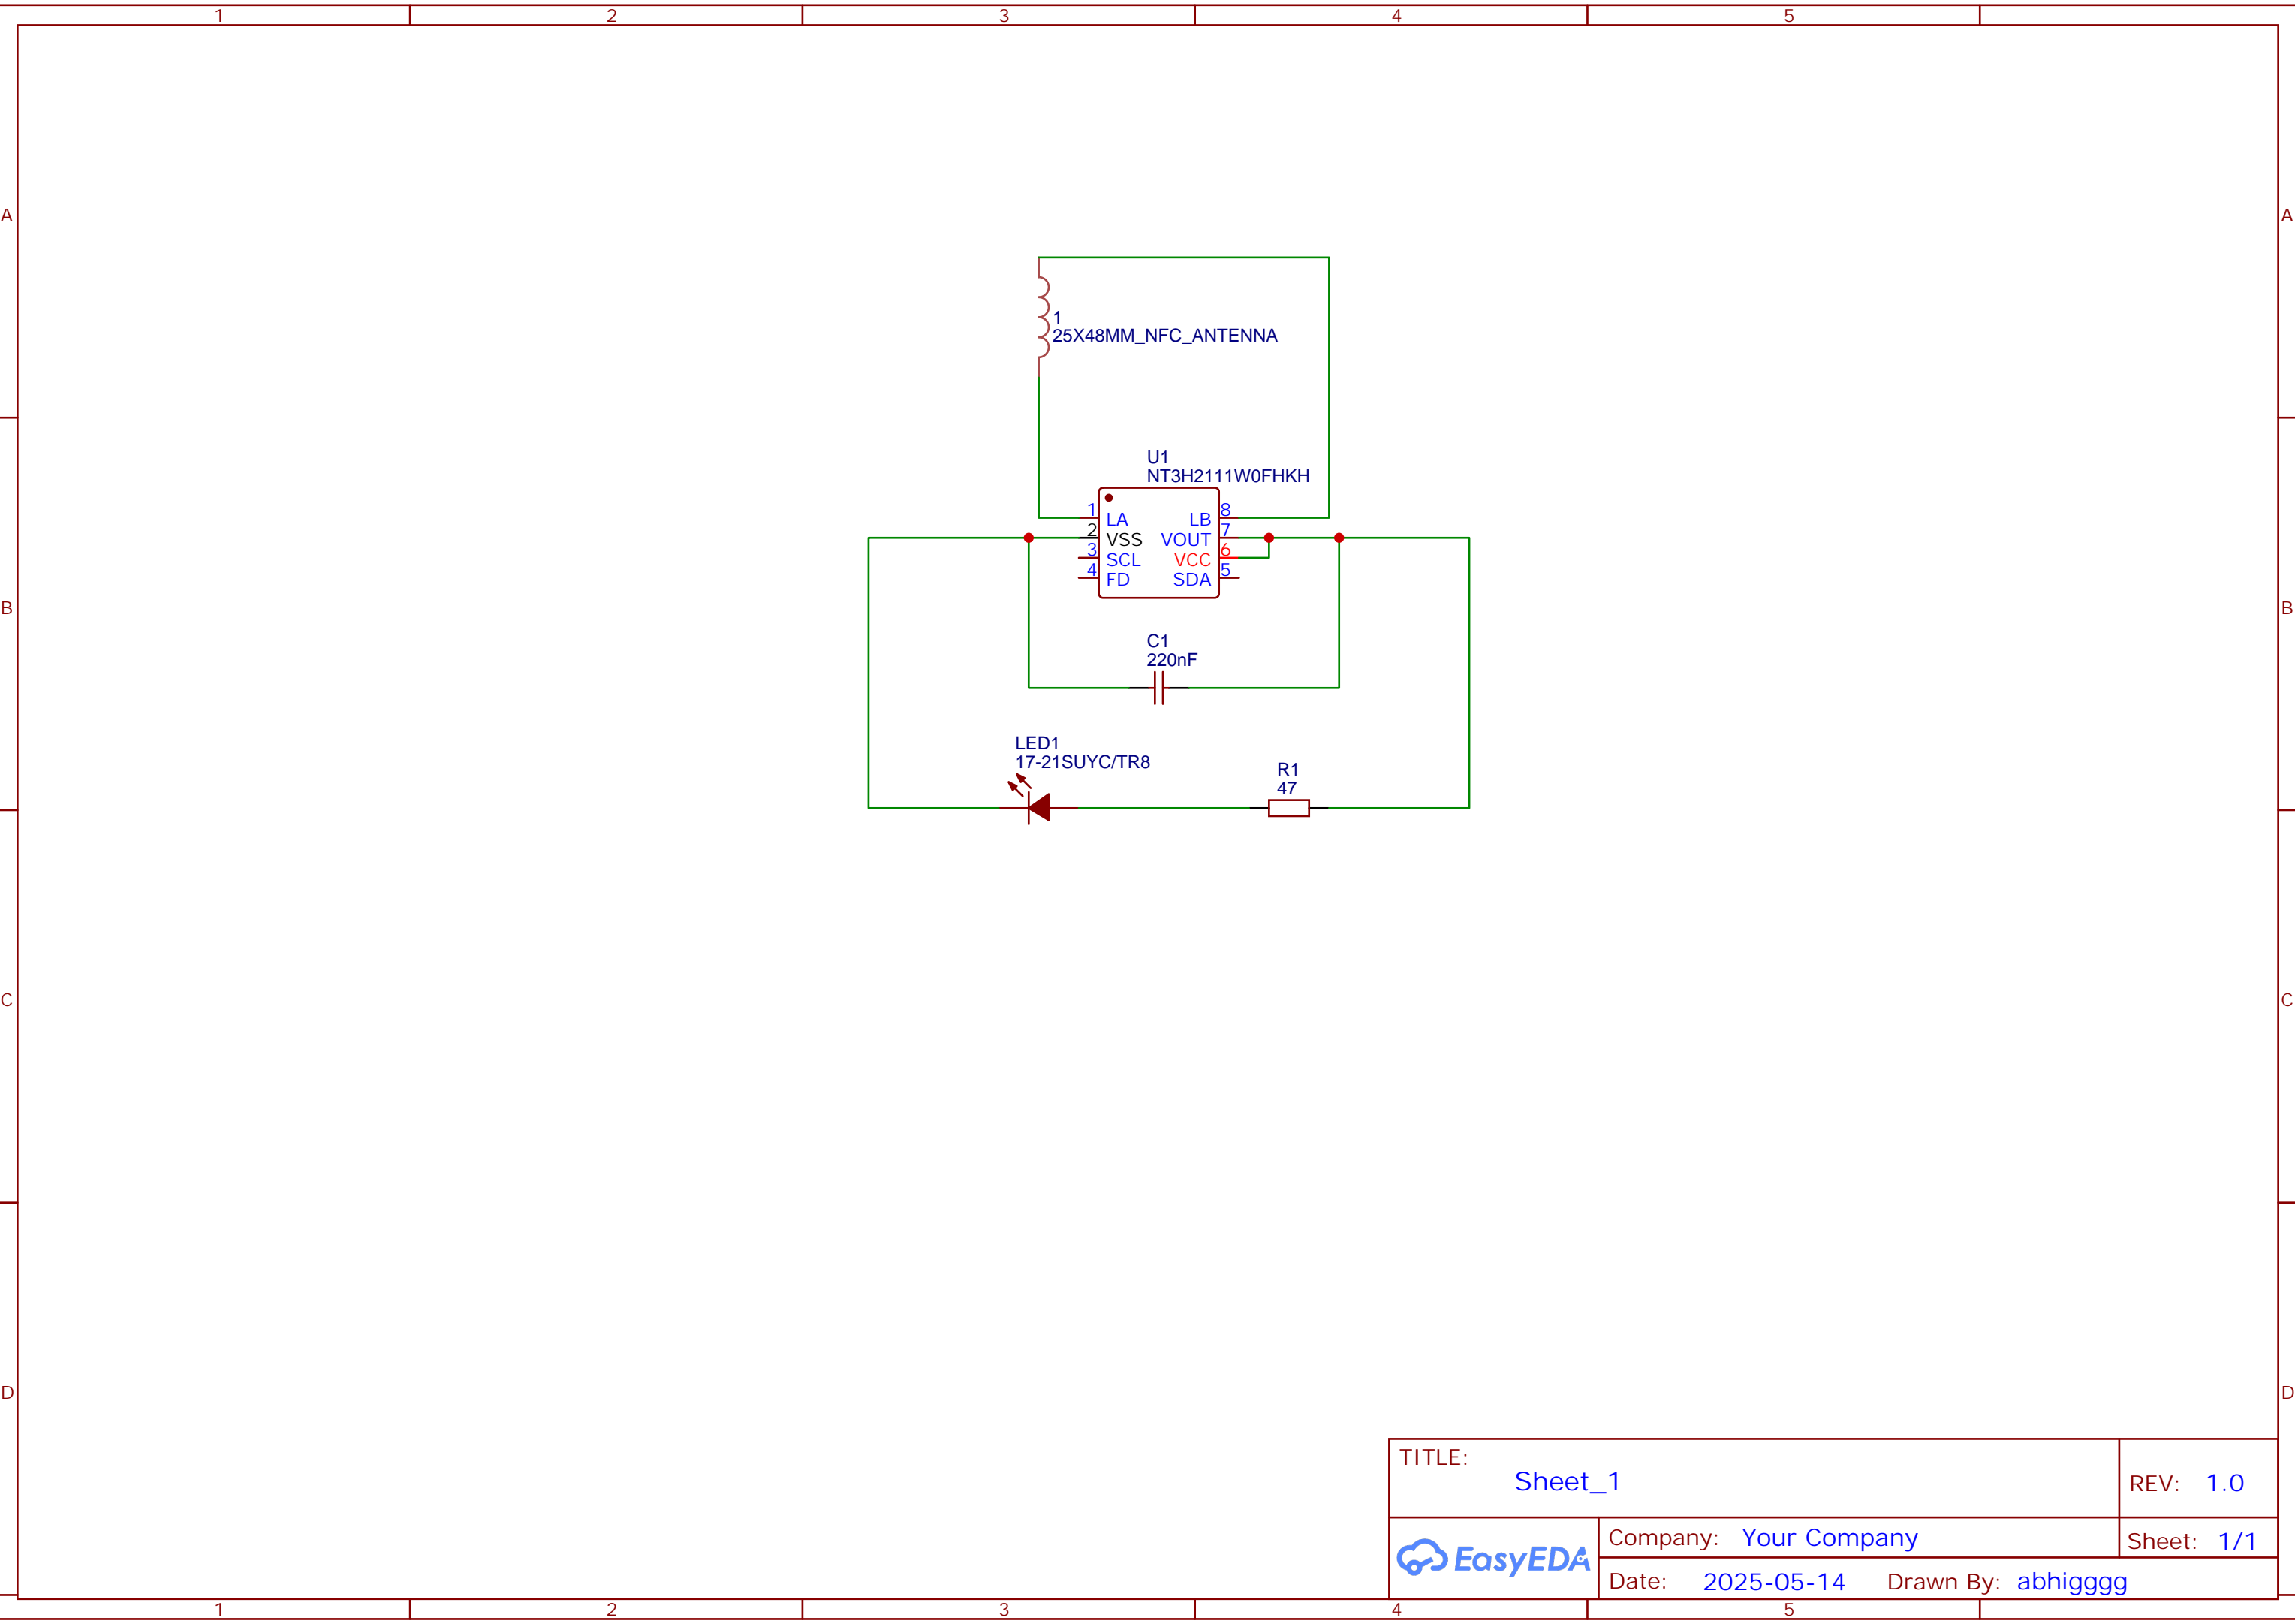 1 2 3 4 5
A A
1
25X48MM_NFC_ANTENNA
U1
NT3H2111W0FHKH
1 LA LB 8
2 VSS VOUT 7
3 SCL VCC 6
4 FD SDA 5
B B
C1
220nF
LED1
17-21SUYC/TR8
R1
47
C C
D D
TITLE:
Sheet_1
REV: 1.0
EasyEDA
Company: Your Company
Sheet: 1/1
Date: 2025-05-14 Drawn By: abhigggg
1 2 3 4 5